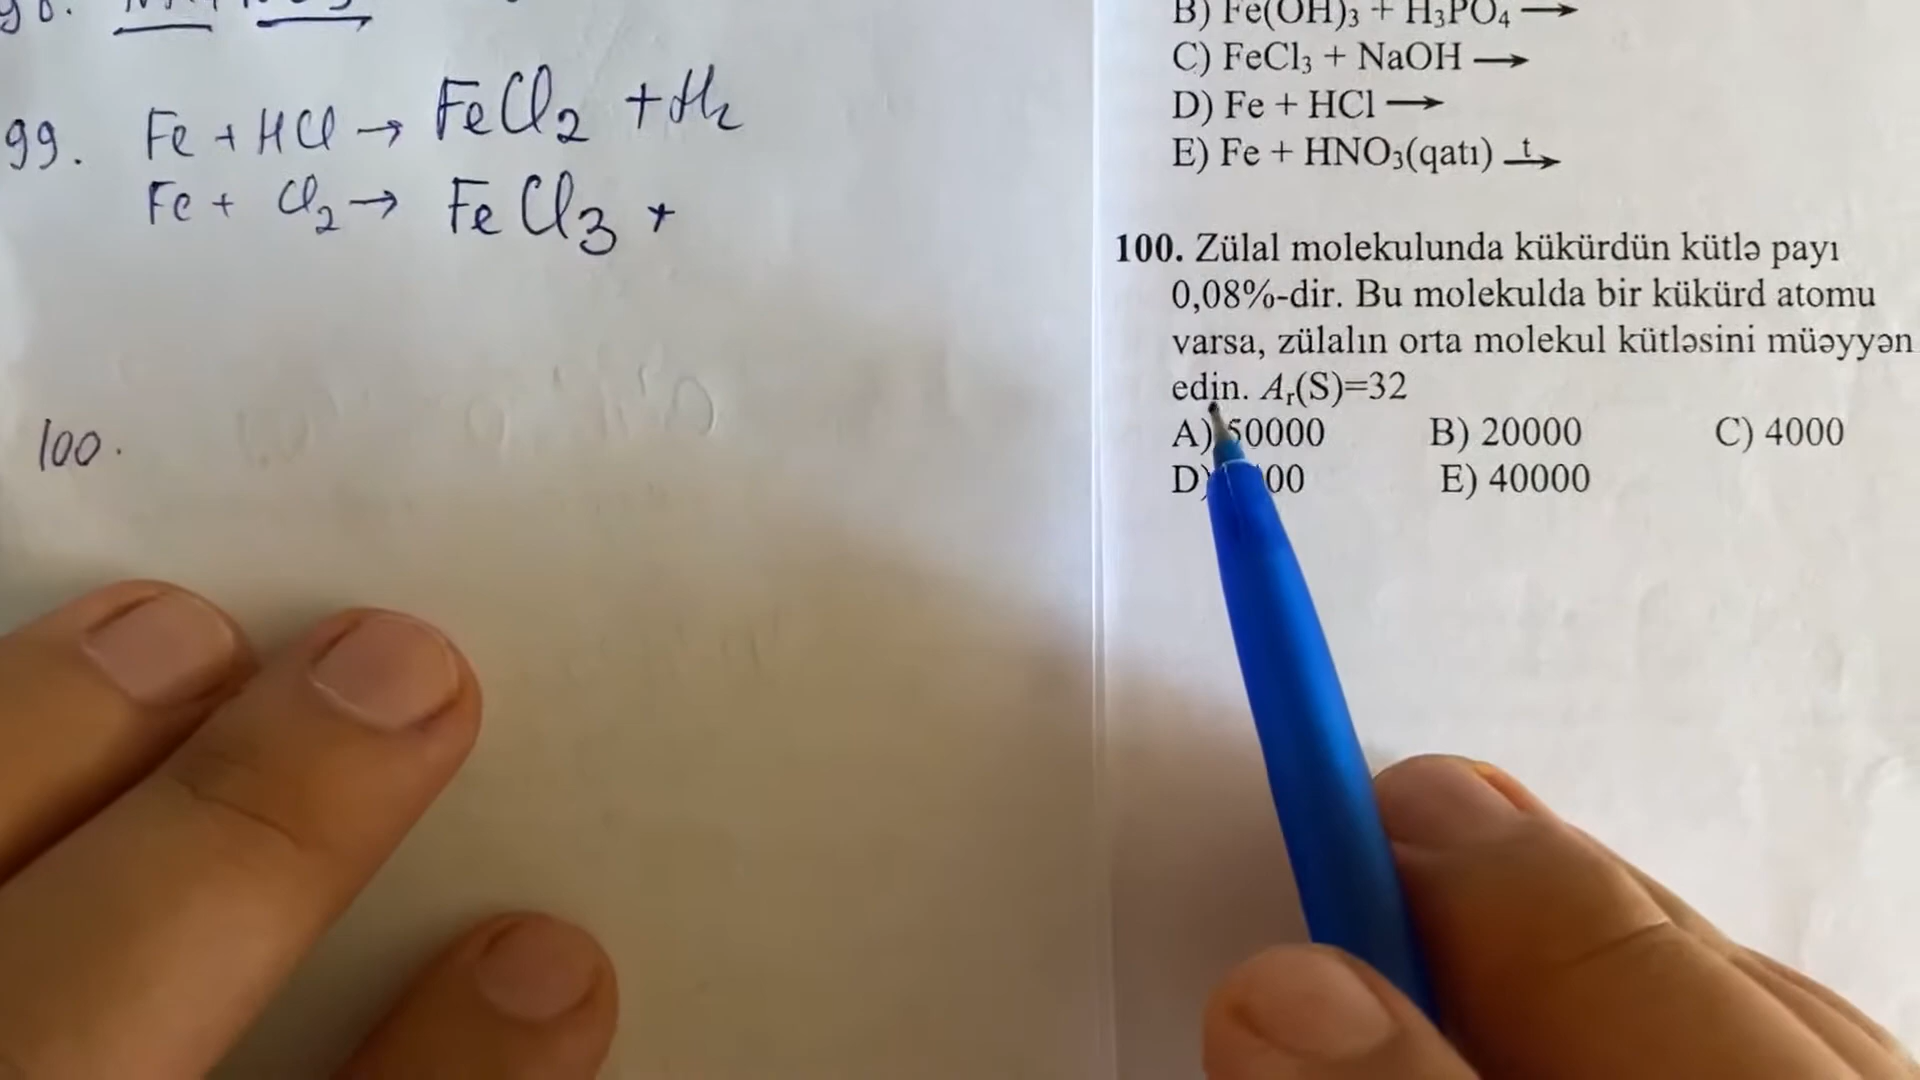 99. Fe + HCl → FeCl2 + H2
Fe + Cl2 → FeCl3 +
100.
B) Fe(OH)3 + H3PO4 →
C) FeCl3 + NaOH →
D) Fe + HCl →
E) Fe + HNO3(qatı) t→
100. Zülal molekulunda kükürdün kütlə payı
0,08%-dir. Bu molekulda bir kükürd atomu
varsa, zülalın orta molekul kütləsini müəyyən
edin. Ar(S)=32
A) 50000 B) 20000 C) 4000
D) E) 40000